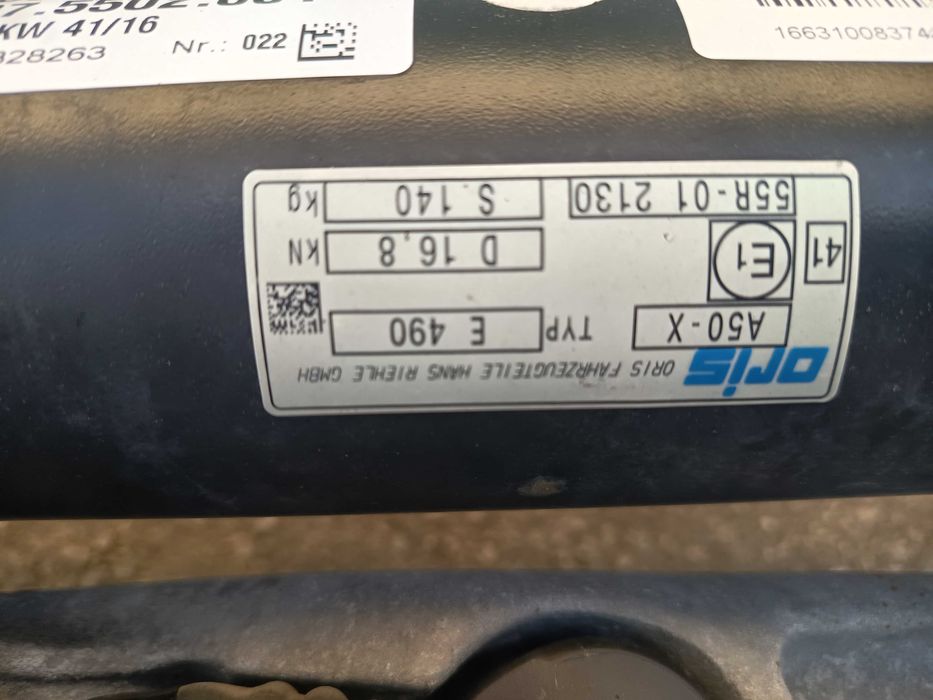 KW 41/16
828263 Nr.: 022
oris ORIS FAHRZEUGTEILE HANS RIEHLE GMBH
A50-X TYP E 490
41 E1 D 16,8 kN
55R-01 2130 S.140 kg